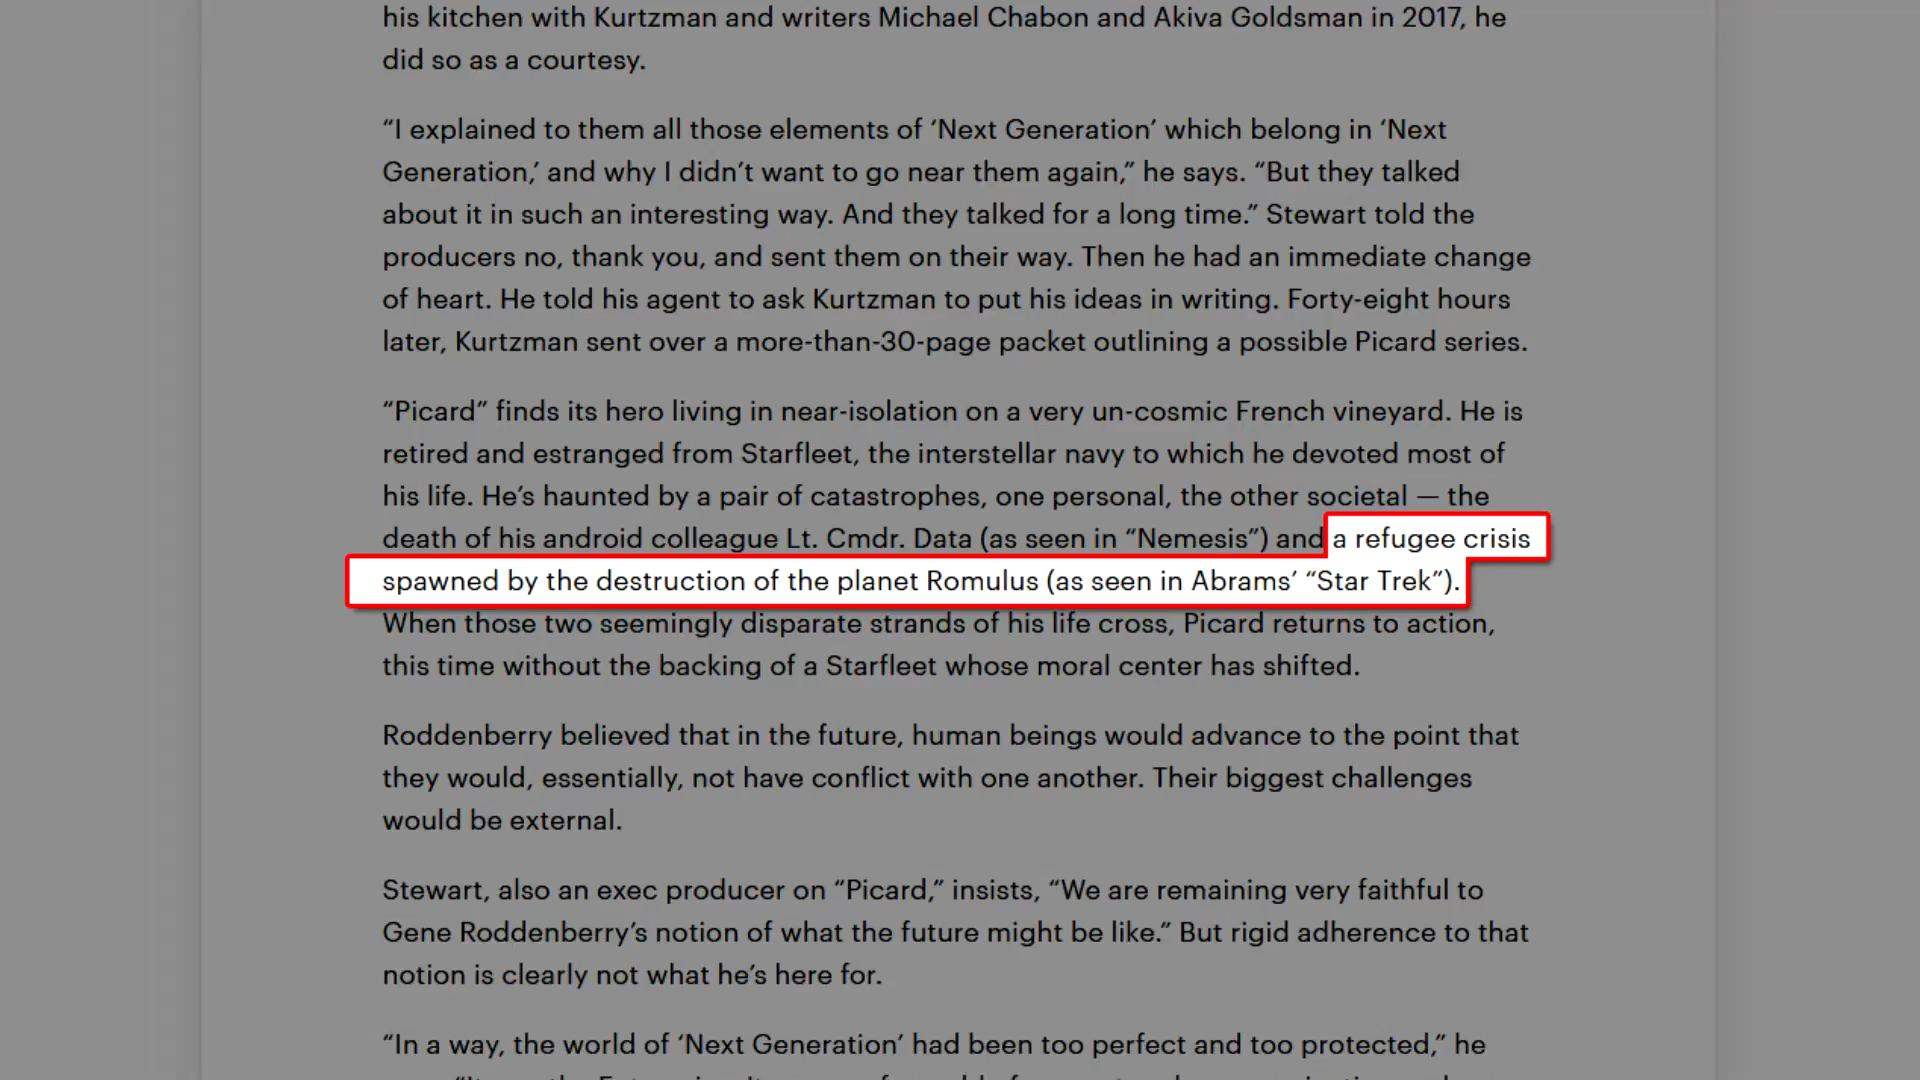 his kitchen with Kurtzman and writers Michael Chabon and Akiva Goldsman in 2017, he
did so as a courtesy.
“I explained to them all those elements of ‘Next Generation’ which belong in ‘Next
Generation,’ and why I didn’t want to go near them again,” he says. “But they talked
about it in such an interesting way. And they talked for a long time.” Stewart told the
producers no, thank you, and sent them on their way. Then he had an immediate change
of heart. He told his agent to ask Kurtzman to put his ideas in writing. Forty-eight hours
later, Kurtzman sent over a more-than-30-page packet outlining a possible Picard series.
“Picard” finds its hero living in near-isolation on a very un-cosmic French vineyard. He is
retired and estranged from Starfleet, the interstellar navy to which he devoted most of
his life. He’s haunted by a pair of catastrophes, one personal, the other societal — the
death of his android colleague Lt. Cmdr. Data (as seen in “Nemesis”) and a refugee crisis
spawned by the destruction of the planet Romulus (as seen in Abrams’ “Star Trek”).
When those two seemingly disparate strands of his life cross, Picard returns to action,
this time without the backing of a Starfleet whose moral center has shifted.
Roddenberry believed that in the future, human beings would advance to the point that
they would, essentially, not have conflict with one another. Their biggest challenges
would be external.
Stewart, also an exec producer on “Picard,” insists, “We are remaining very faithful to
Gene Roddenberry’s notion of what the future might be like.” But rigid adherence to that
notion is clearly not what he’s here for.
“In a way, the world of ‘Next Generation’ had been too perfect and too protected,” he